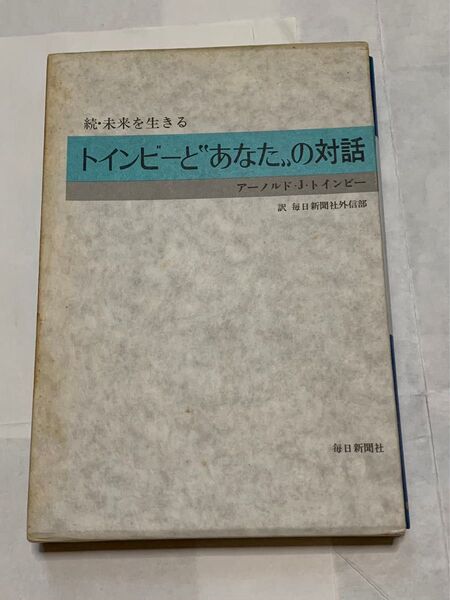 続・未来を生きる
トインビーと〝あなた〟の対話
アーノルド・J・トインビー
訳 毎日新聞社外信部
毎日新聞社